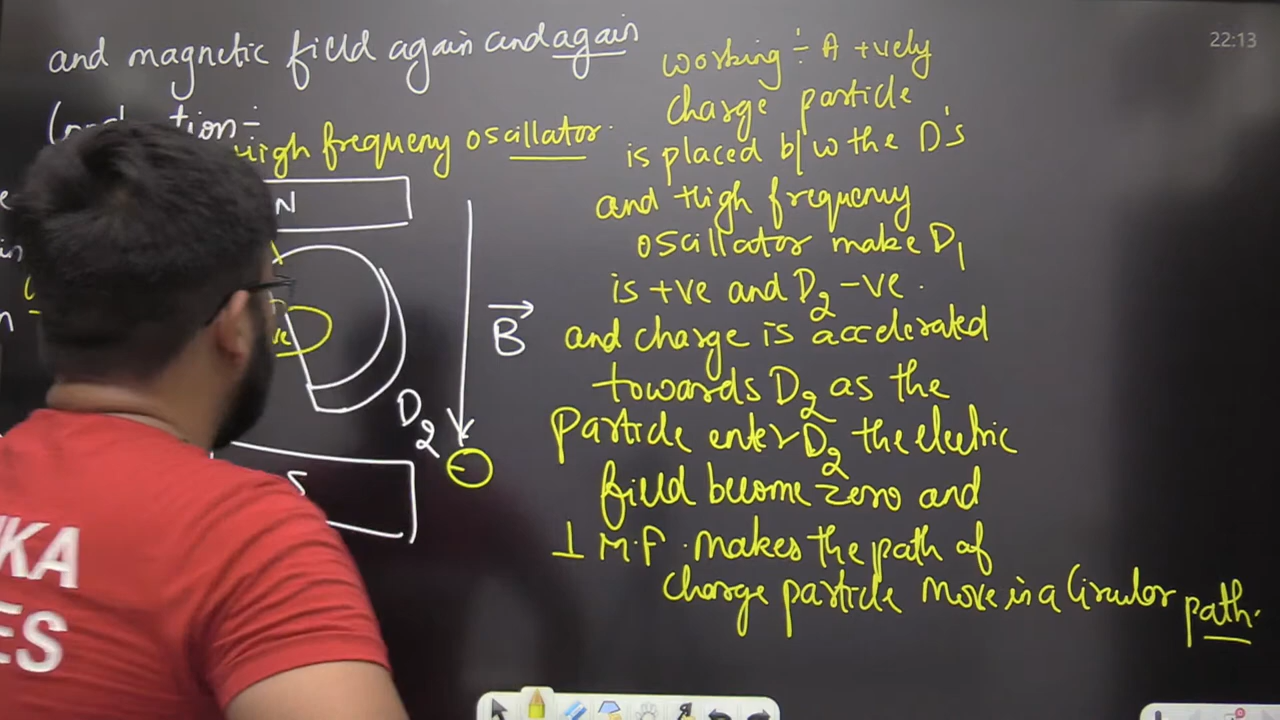 and magnetic field again and again
22:13
tion -
High frequeny oscillator.
N
D2
B
S
working ÷ A +vely
charge particle
is placed b/w the D's
and High frequeny
oscillator make D1
is +ve and D2 -ve.
and charge is accelerated
towards D2 as the
Particle enter D2 the electric
field become zero and
⊥ M.F. makes the path of
charge particle move in a Circular path.
KA
ES